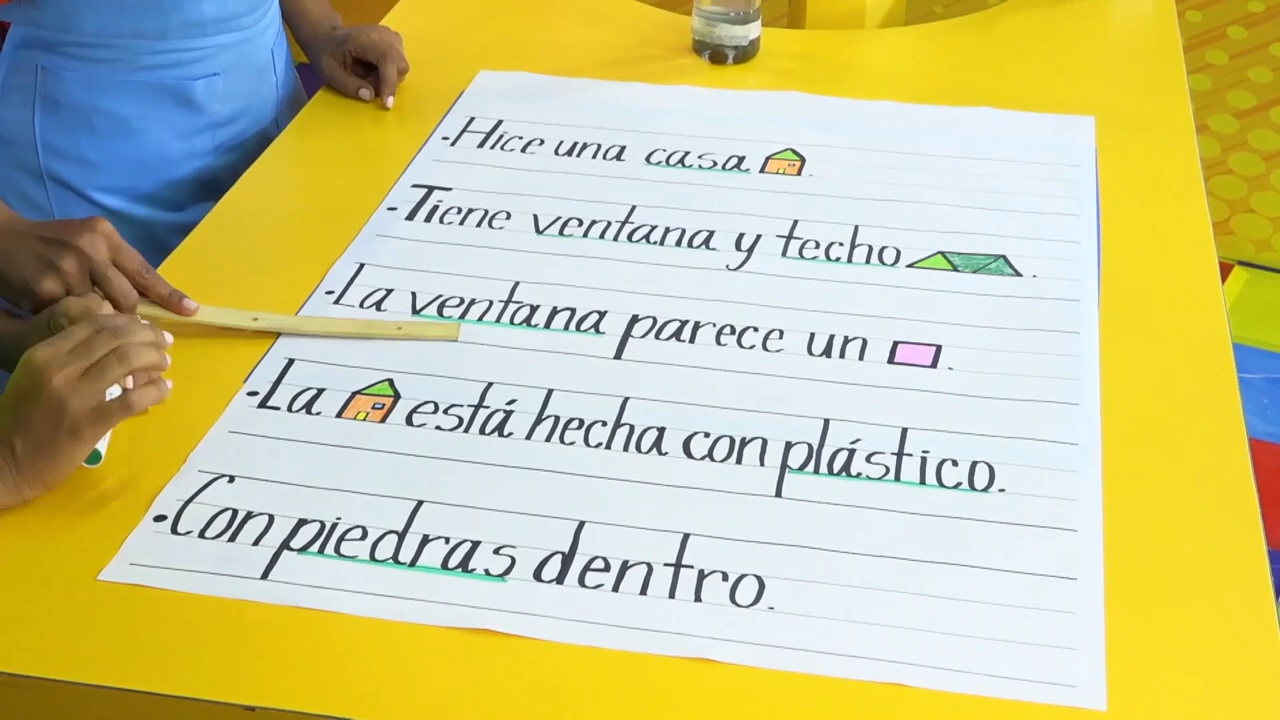 ·Hice una casa .
·Tiene ventana y techo .
·La ventana parece un .
·La está hecha con plástico.
·Con piedras dentro.